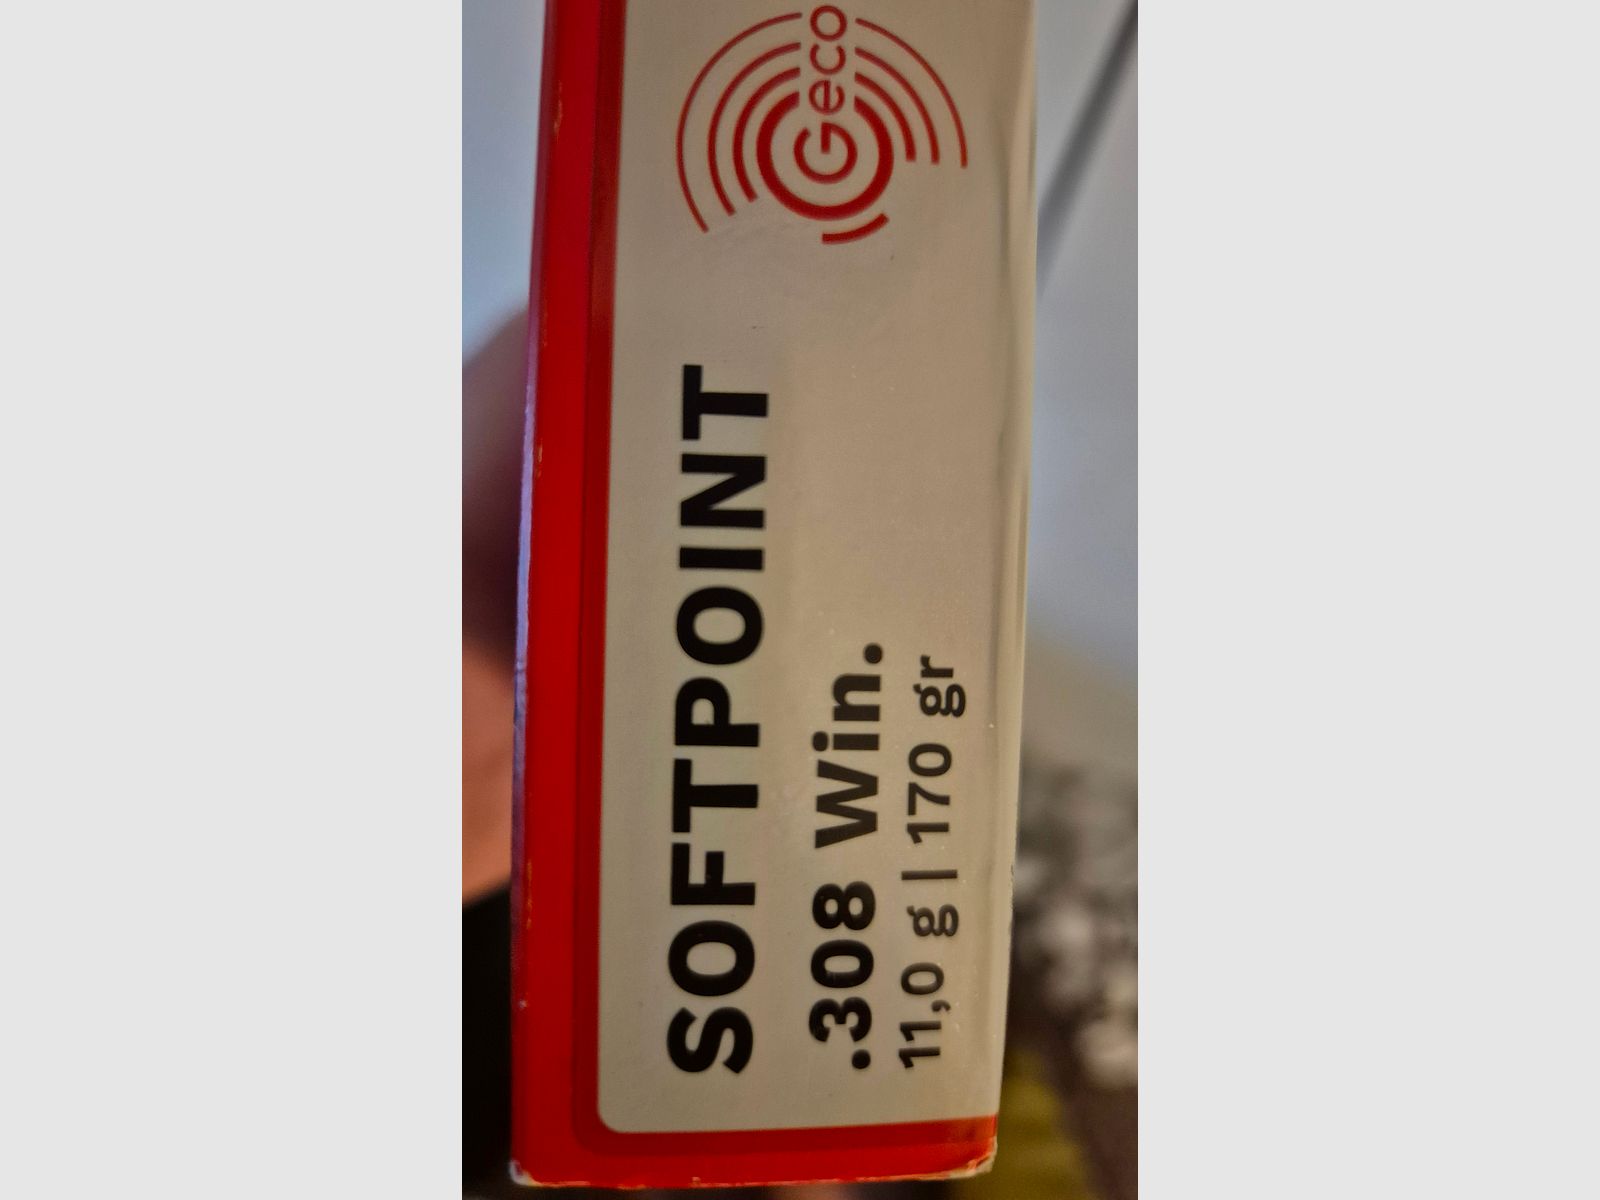 Geco
SOFTPOINT
.308 Win.
11,0 g | 170 gr